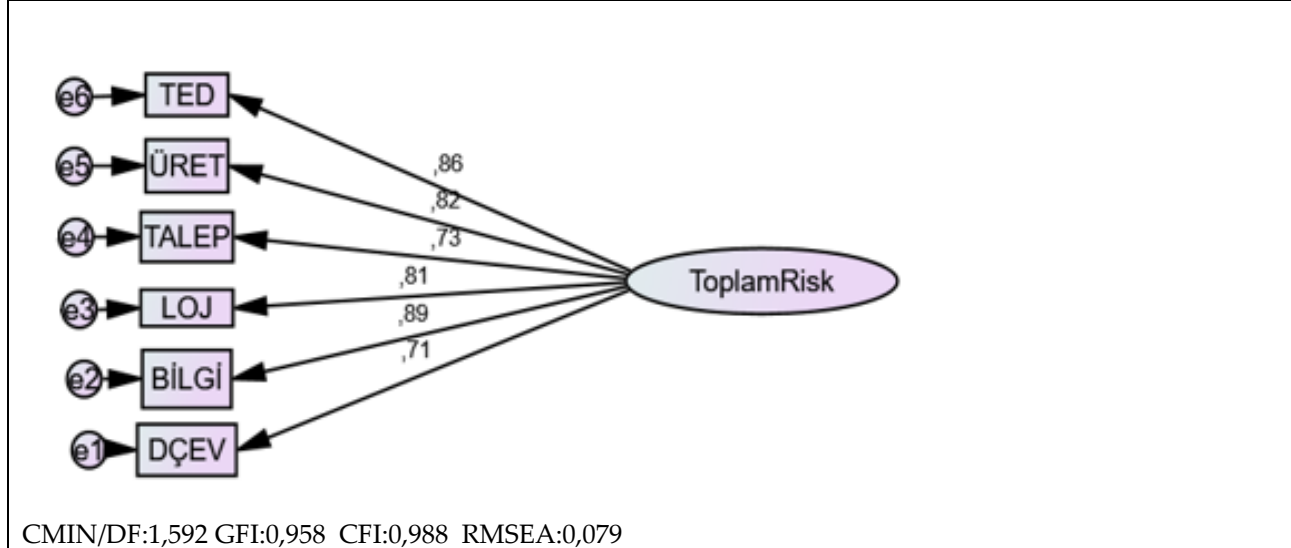 e6 TED
e5 ÜRET
e4 TALEP
e3 LOJ
e2 BİLGİ
e1 DÇEV
,86
,82
,73
,81
,89
,71
ToplamRisk
CMIN/DF:1,592 GFI:0,958 CFI:0,988 RMSEA:0,079